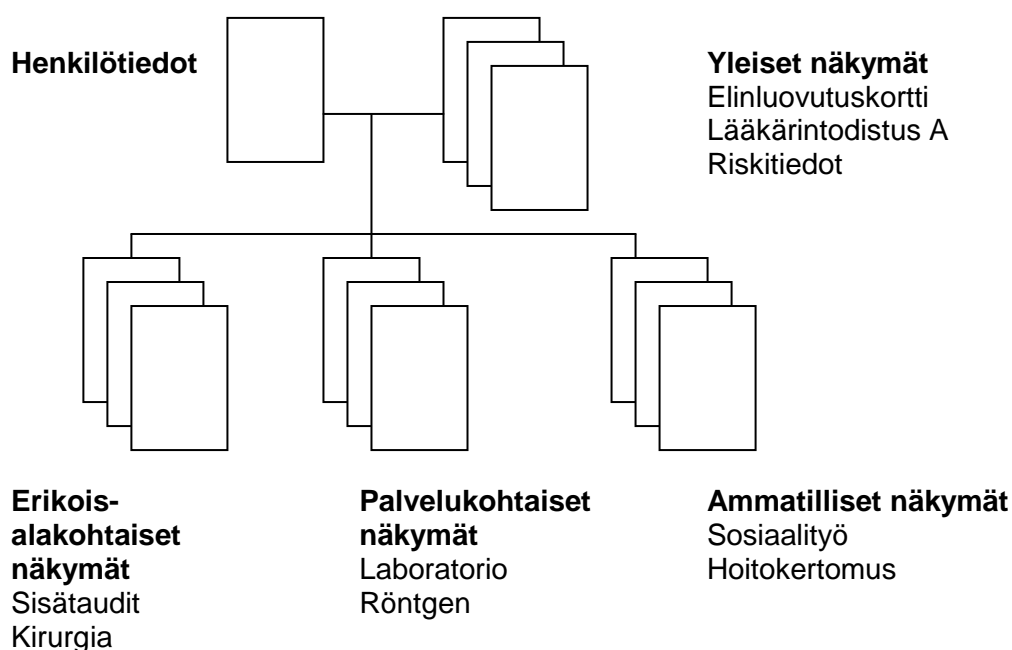 Henkilötiedot
Yleiset näkymät
Elinluovutuskortti
Lääkärintodistus A
Riskitiedot
Erikois-
alakohtaiset
näkymät
Sisätaudit
Kirurgia
Palvelukohtaiset
näkymät
Laboratorio
Röntgen
Ammatilliset näkymät
Sosiaalityö
Hoitokertomus